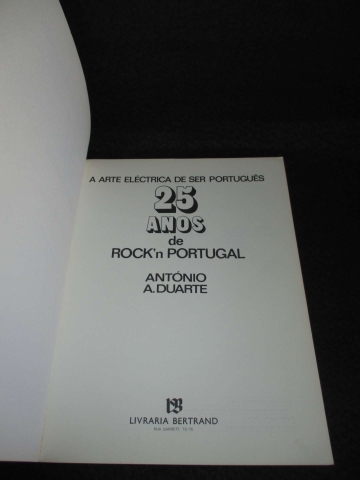 A ARTE ELÉCTRICA DE SER PORTUGUÊS
25
ANOS
de
ROCK'n PORTUGAL
ANTÓNIO
A.DUARTE
LIVRARIA BERTRAND